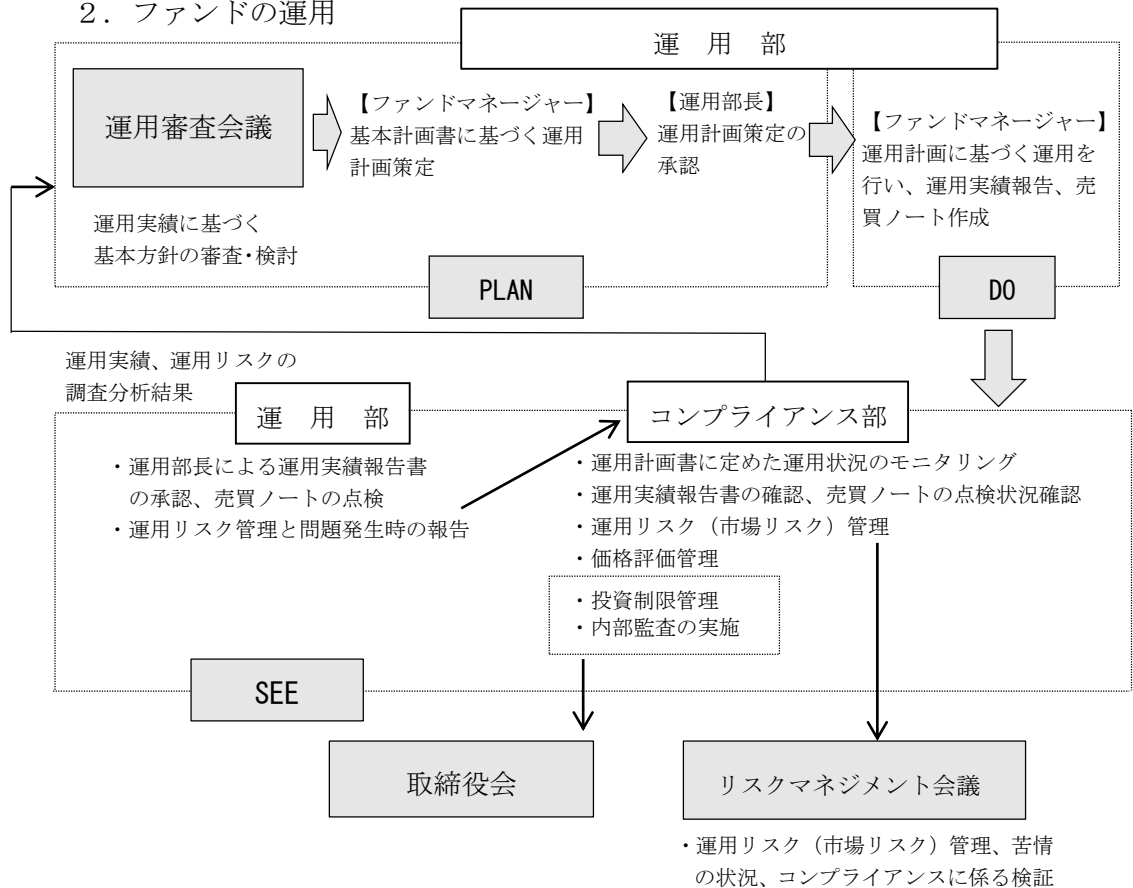 ２．ファンドの運用
運　用　部
運用審査会議
運用実績に基づく
基本方針の審査・検討
【ファンドマネージャー】
基本計画書に基づく運用
計画策定
【運用部長】
運用計画策定の
承認
【ファンドマネージャー】
運用計画に基づく運用を
行い、運用実績報告、売
買ノート作成
PLAN
DO
運用実績、運用リスクの
調査分析結果
運　用　部
・運用部長による運用実績報告書
の承認、売買ノートの点検
・運用リスク管理と問題発生時の報告
コンプライアンス部
・運用計画書に定めた運用状況のモニタリング
・運用実績報告書の確認、売買ノートの点検状況確認
・運用リスク（市場リスク）管理
・価格評価管理
・投資制限管理
・内部監査の実施
SEE
取締役会
リスクマネジメント会議
・運用リスク（市場リスク）管理、苦情
の状況、コンプライアンスに係る検証